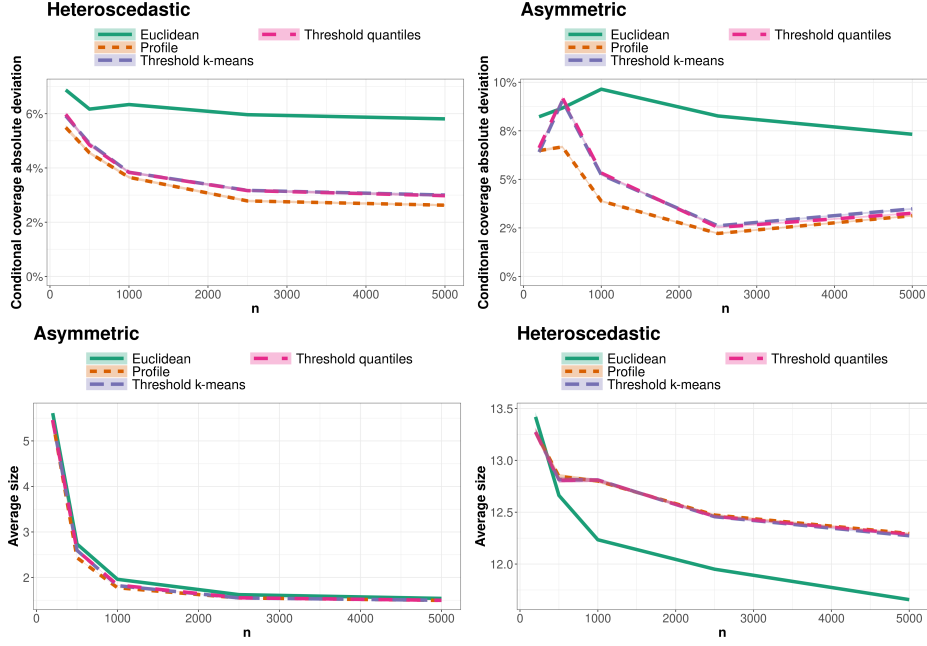 Heteroscedastic
Euclidean
Threshold quantiles
Profile
Threshold k-means
Conditonal coverage absolute deviation
6%
4%
2%
0%
0 1000 2000 3000 4000 5000
n
Asymmetric
Euclidean
Threshold quantiles
Profile
Threshold k-means
Conditonal coverage absolute deviation
10%
8%
5%
2%
0%
0 1000 2000 3000 4000 5000
n
Asymmetric
Euclidean
Threshold quantiles
Profile
Threshold k-means
Average size
5
4
3
2
0 1000 2000 3000 4000 5000
n
Heteroscedastic
Euclidean
Threshold quantiles
Profile
Threshold k-means
Average size
13.5
13.0
12.5
12.0
0 1000 2000 3000 4000 5000
n